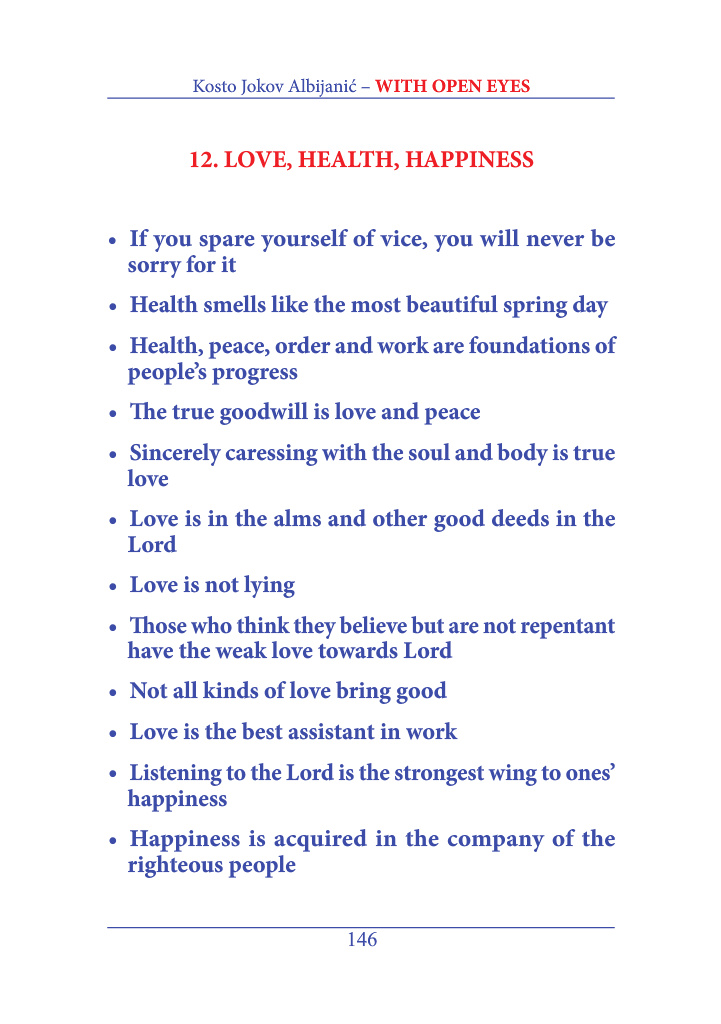 Kosto Jokov Albijanić – WITH OPEN EYES
12. LOVE, HEALTH, HAPPINESS
• If you spare yourself of vice, you will never be
sorry for it
• Health smells like the most beautiful spring day
• Health, peace, order and work are foundations of
people’s progress
• The true goodwill is love and peace
• Sincerely caressing with the soul and body is true
love
• Love is in the alms and other good deeds in the
Lord
• Love is not lying
• Those who think they believe but are not repentant
have the weak love towards Lord
• Not all kinds of love bring good
• Love is the best assistant in work
• Listening to the Lord is the strongest wing to ones’
happiness
• Happiness is acquired in the company of the
righteous people
146